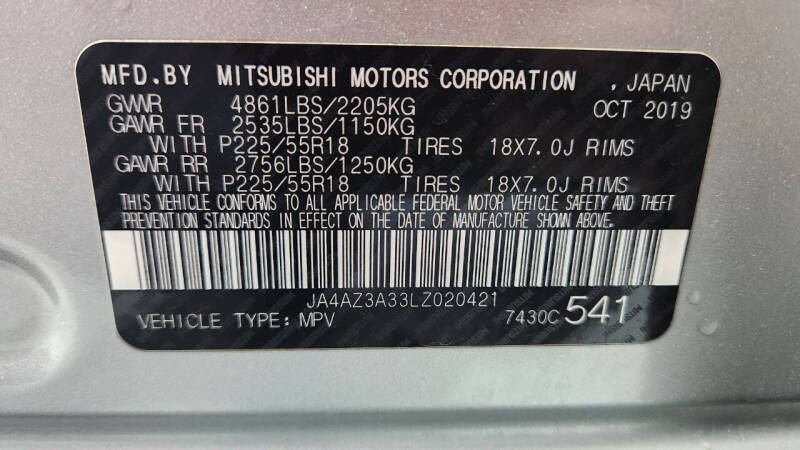 MFD.BY MITSUBISHI MOTORS CORPORATION , JAPAN
GVWR 4861LBS/2205KG OCT 2019
GAWR FR 2535LBS/1150KG
WITH P225/55R18 TIRES 18X7.0J RIMS
GAWR RR 2756LBS/1250KG
WITH P225/55R18 TIRES 18X7.0J RIMS
THIS VEHICLE CONFORMS TO ALL APPLICABLE FEDERAL MOTOR VEHICLE SAFETY AND THEFT
PREVENTION STANDARDS IN EFFECT ON THE DATE OF MANUFACTURE SHOWN ABOVE.
JA4AZ3A33LZ020421
VEHICLE TYPE: MPV 7430C 541